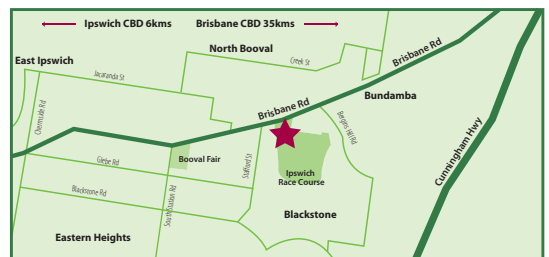 Ipswich CBD 6kms
Brisbane CBD 35kms
North Booval
Brisbane Rd
East Ipswich
Creek St
Jacaranda St
Bundamba
Chermside Rd
Brisbane Rd
Bergins Hill Rd
Cunningham Hwy
Glebe Rd
Booval Fair
Stafford St
Ipswich
Race Course
Blackstone Rd
South Station Rd
Blackstone
Eastern Heights